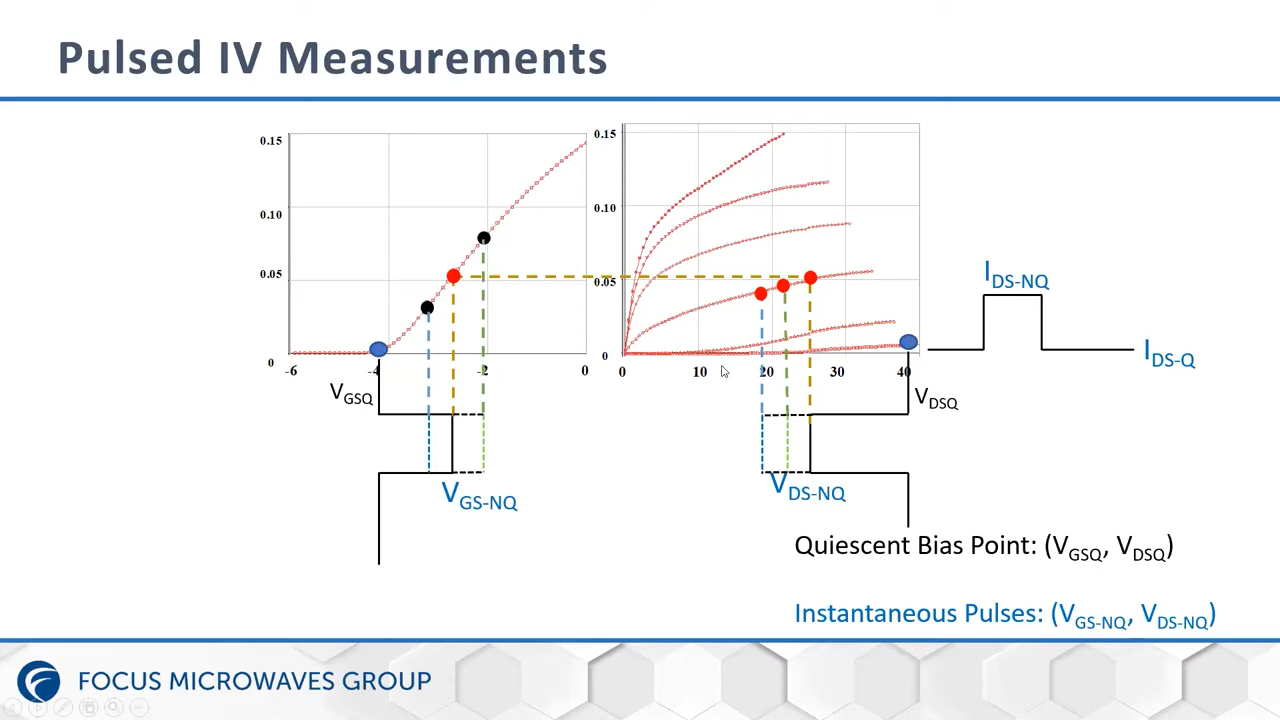 Pulsed IV Measurements
0.15
0.10
0.05
0
-6
-4
-2
0
V_GSQ
V_GS-NQ
0.15
0.10
0.05
0
0
10
20
30
40
V_DSQ
V_DS-NQ
I_DS-NQ
I_DS-Q
Quiescent Bias Point: (V_GSQ, V_DSQ)
Instantaneous Pulses: (V_GS-NQ, V_DS-NQ)
FOCUS MICROWAVES GROUP